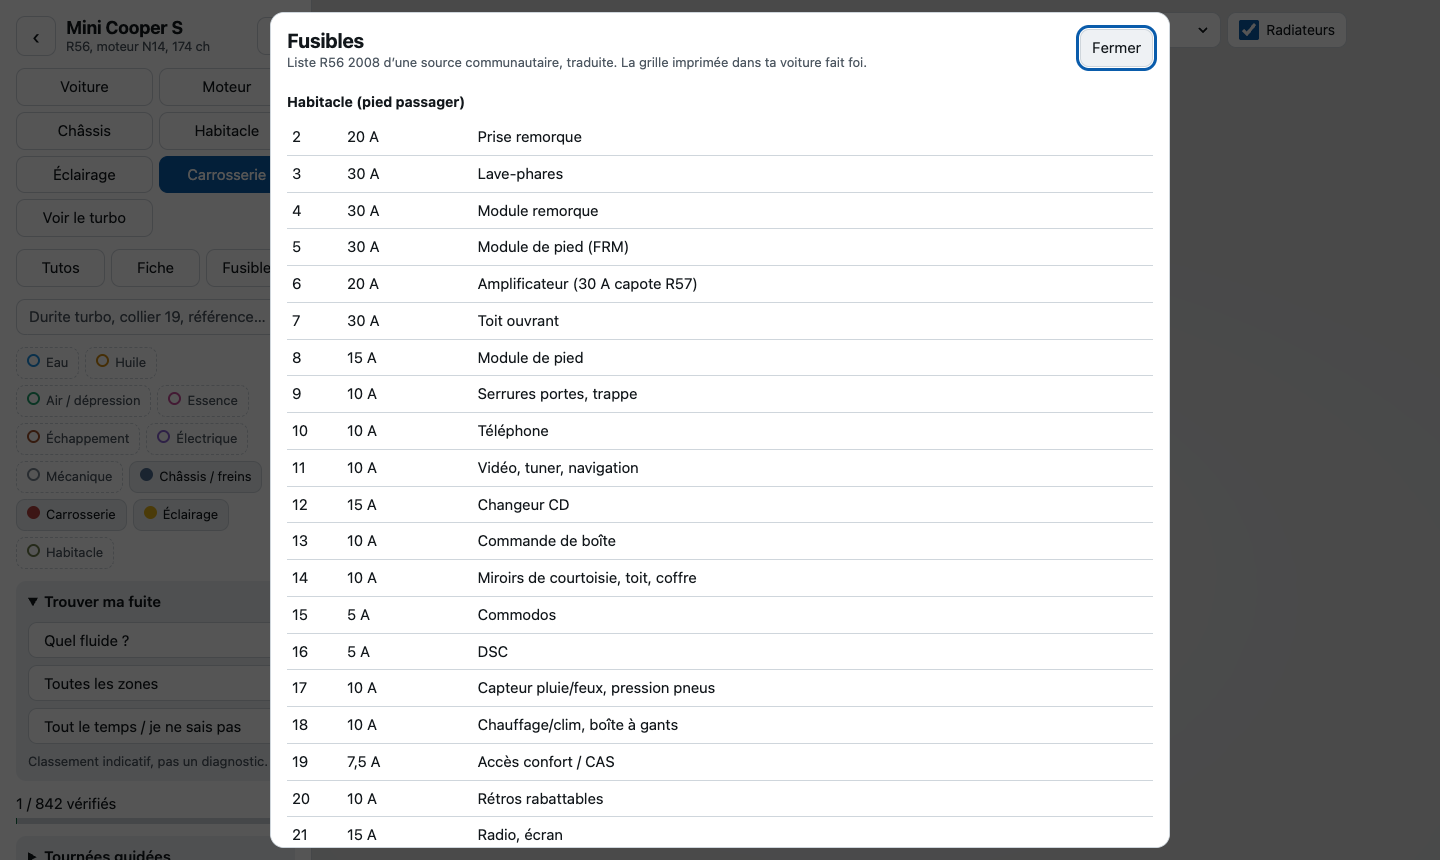 Mini Cooper S
R56, moteur N14, 174 ch
Voiture
Moteur
Châssis
Habitacle
Éclairage
Carrosserie
Voir le turbo
Tutos
Fiche
Fusible
Durite turbo, collier 19, référence...
Eau
Huile
Air / dépression
Essence
Échappement
Électrique
Mécanique
Châssis / freins
Carrosserie
Éclairage
Habitacle
Trouver ma fuite
Quel fluide ?
Toutes les zones
Tout le temps / je ne sais pas
Classement indicatif, pas un diagnostic.
1 / 842 vérifiés
Tournées guidées
Radiateurs
Fusibles
Fermer
Liste R56 2008 d’une source communautaire, traduite. La grille imprimée dans ta voiture fait foi.
Habitacle (pied passager)
2 20 A Prise remorque
3 30 A Lave-phares
4 30 A Module remorque
5 30 A Module de pied (FRM)
6 20 A Amplificateur (30 A capote R57)
7 30 A Toit ouvrant
8 15 A Module de pied
9 10 A Serrures portes, trappe
10 10 A Téléphone
11 10 A Vidéo, tuner, navigation
12 15 A Changeur CD
13 10 A Commande de boîte
14 10 A Miroirs de courtoisie, toit, coffre
15 5 A Commodos
16 5 A DSC
17 10 A Capteur pluie/feux, pression pneus
18 10 A Chauffage/clim, boîte à gants
19 7,5 A Accès confort / CAS
20 10 A Rétros rabattables
21 15 A Radio, écran